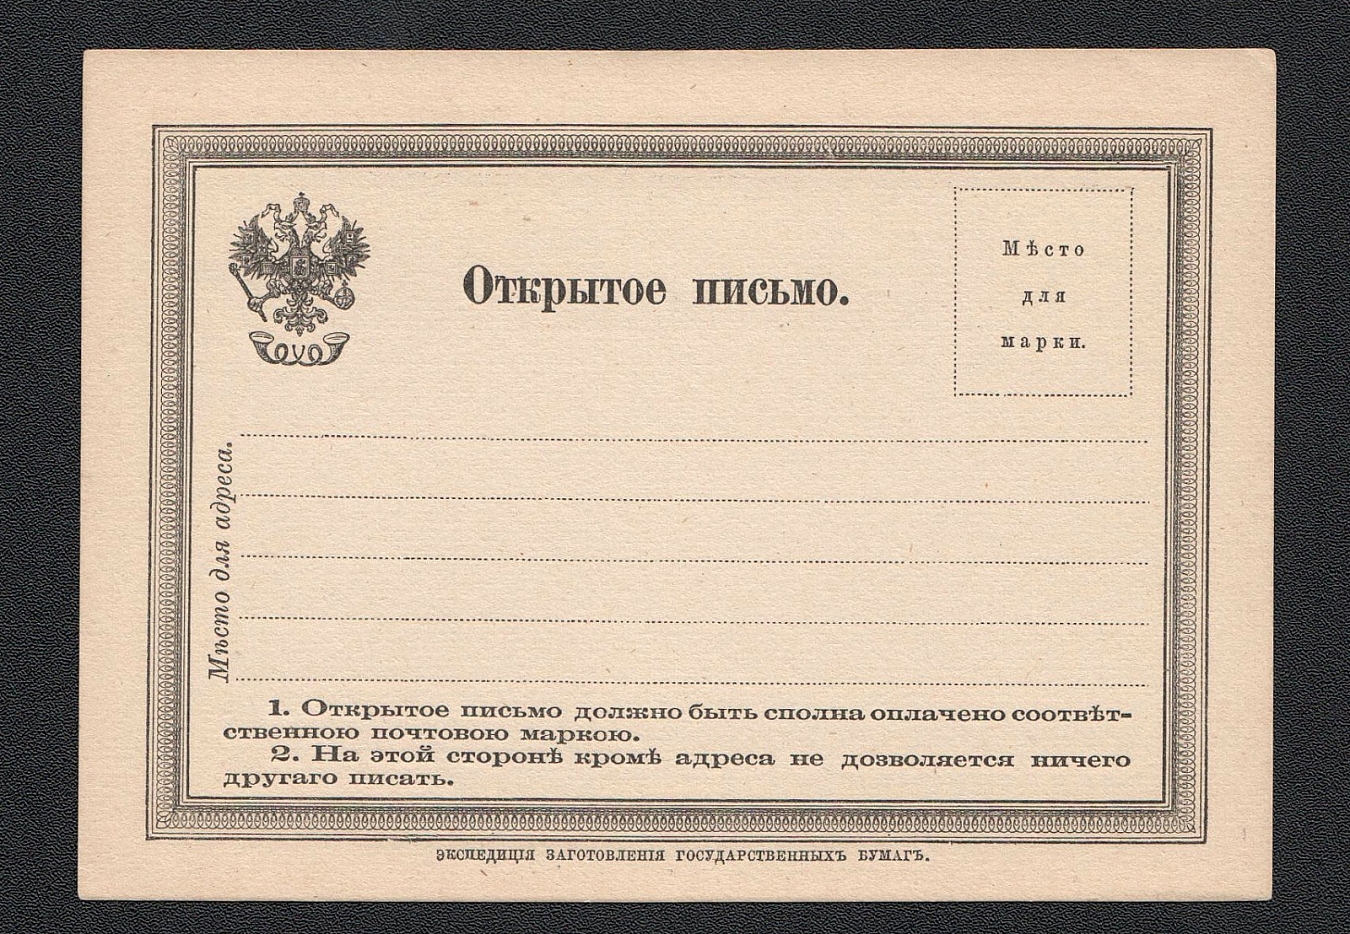 Открытое письмо.
Мѣсто
для
марки.
Мѣсто для адреса.
1. Открытое письмо должно быть сполна оплачено соотвѣт-
ственною почтовою маркою.
2. На этой сторонѣ кромѣ адреса не дозволяется ничего
другаго писать.
ЭКСПЕДИЦІЯ ЗАГОТОВЛЕНІЯ ГОСУДАРСТВЕННЫХЪ БУМАГЪ.